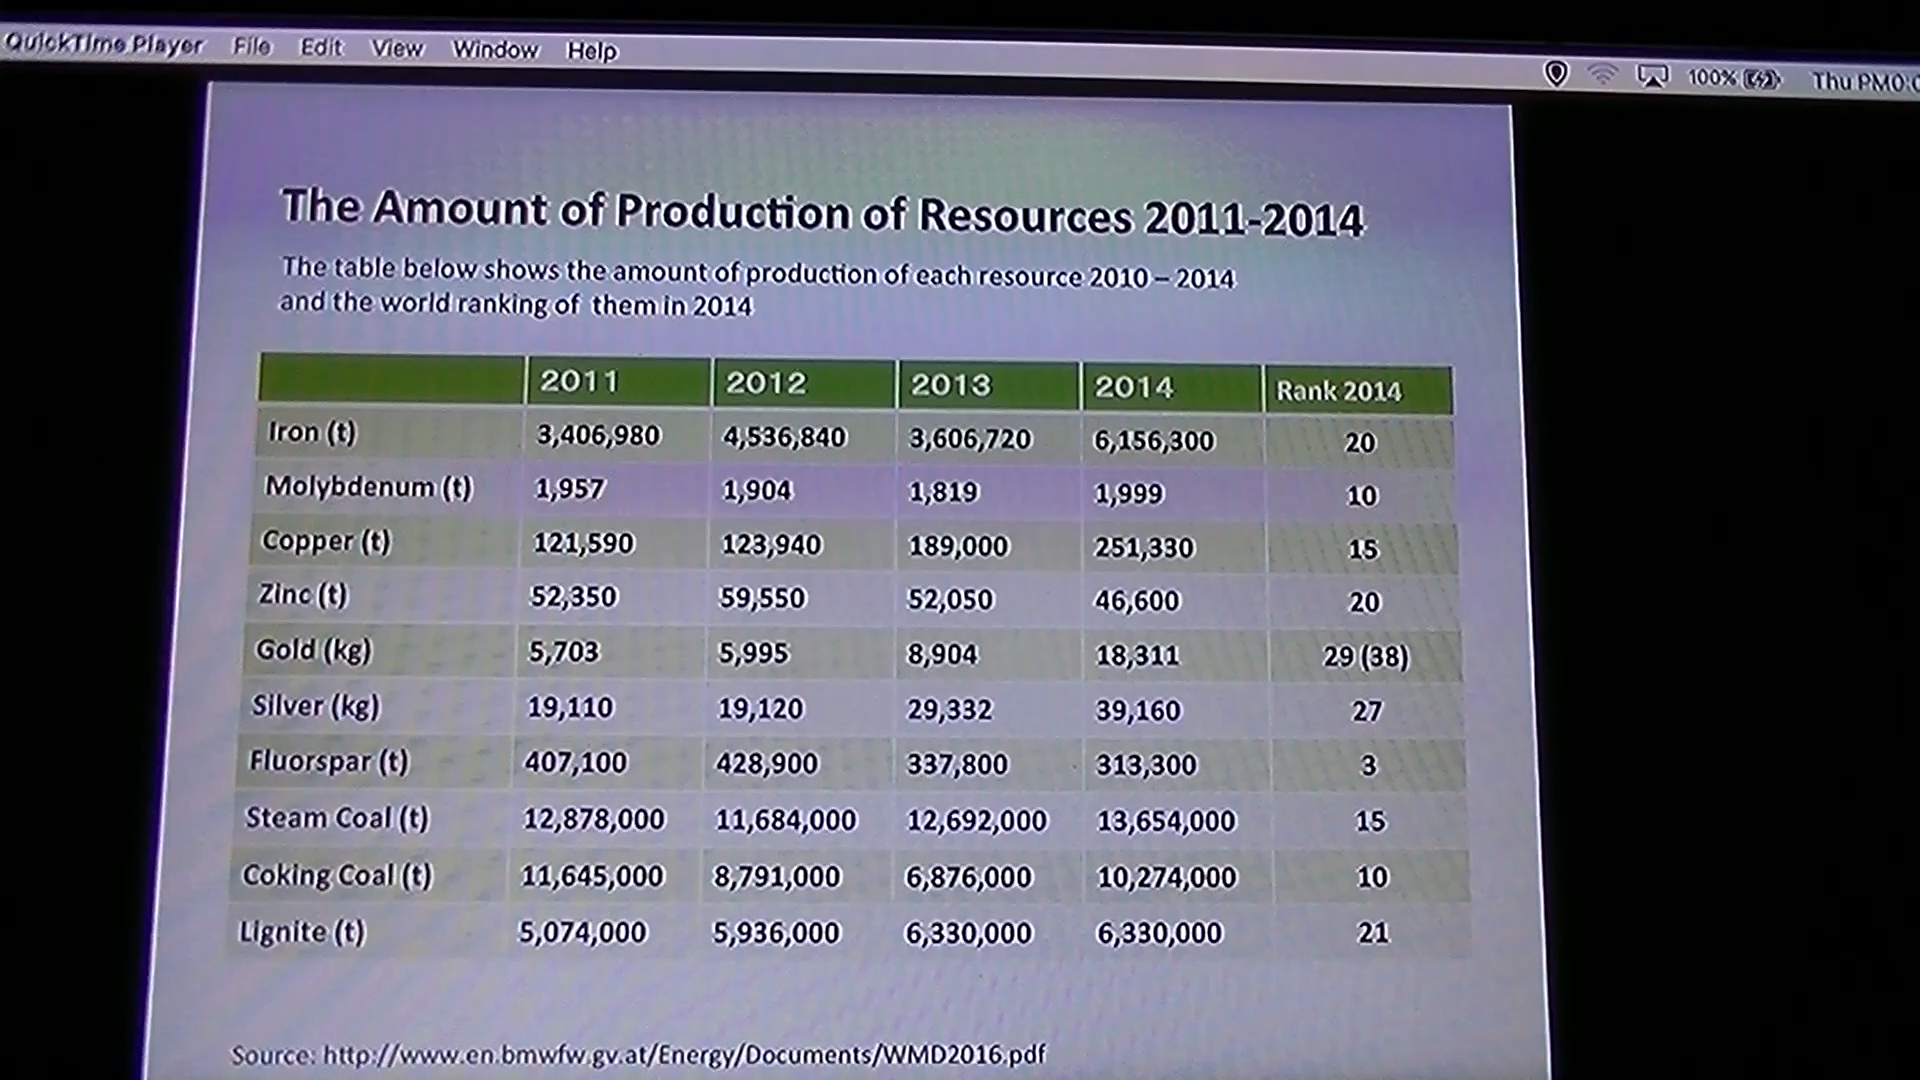 QuickTime Player File Edit View Window Help
100% Thu PM0:0
The Amount of Production of Resources 2011-2014
The table below shows the amount of production of each resource 2010 – 2014
and the world ranking of them in 2014
2011 2012 2013 2014 Rank 2014
Iron (t) 3,406,980 4,536,840 3,606,720 6,156,300 20
Molybdenum (t) 1,957 1,904 1,819 1,999 10
Copper (t) 121,590 123,940 189,000 251,330 15
Zinc (t) 52,350 59,550 52,050 46,600 20
Gold (kg) 5,703 5,995 8,904 18,311 29 (38)
Silver (kg) 19,110 19,120 29,332 39,160 27
Fluorspar (t) 407,100 428,900 337,800 313,300 3
Steam Coal (t) 12,878,000 11,684,000 12,692,000 13,654,000 15
Coking Coal (t) 11,645,000 8,791,000 6,876,000 10,274,000 10
Lignite (t) 5,074,000 5,936,000 6,330,000 6,330,000 21
Source: http://www.en.bmwfw.gv.at/Energy/Documents/WMD2016.pdf